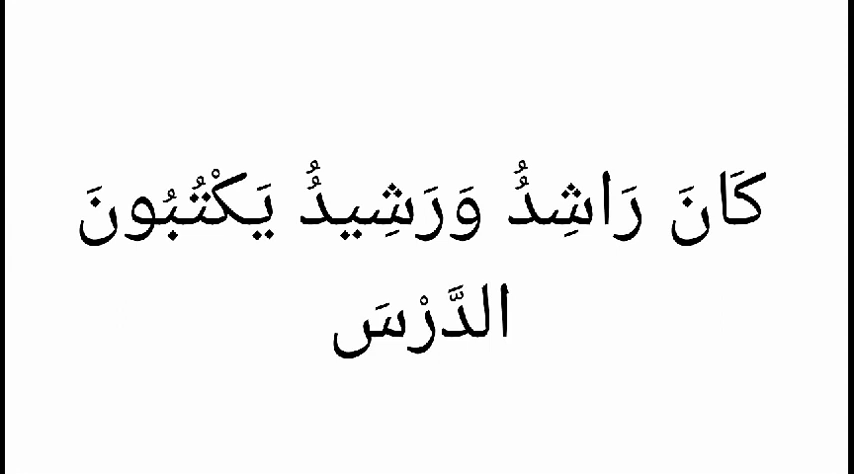 كَانَ رَاشِدُُ وَرَشِيدُُ يَكْتُبُونَ
الدَّرْسَ